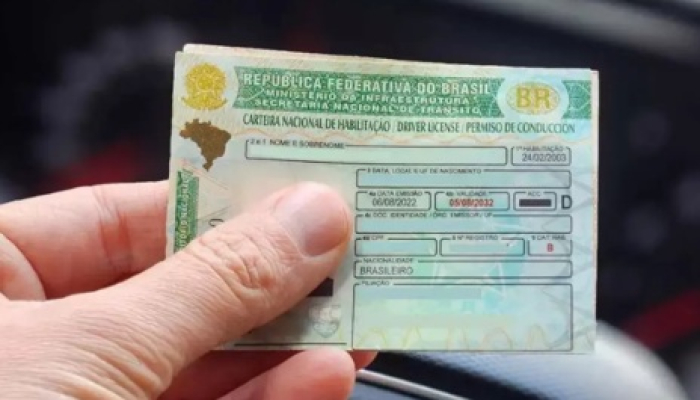 REPÚBLICA FEDERATIVA DO BRASIL
MINISTÉRIO DA INFRAESTRUTURA
SECRETARIA NACIONAL DE TRÂNSITO
BR
CARTEIRA NACIONAL DE HABILITAÇÃO / DRIVER LICENSE / PERMISO DE CONDUCCIÓN
2 e 1 NOME E SOBRENOME
1ª HABILITAÇÃO
24/02/2003
3 DATA, LOCAL E UF DE NASCIMENTO
4a DATA EMISSÃO
06/08/2022
4b VALIDADE
05/08/2032
ACC
D
4c DOC. IDENTIDADE / ÓRG. EMISSOR / UF
4d CPF
5 Nº REGISTRO
9 CAT. HAB.
B
NACIONALIDADE
BRASILEIRO
FILIAÇÃO